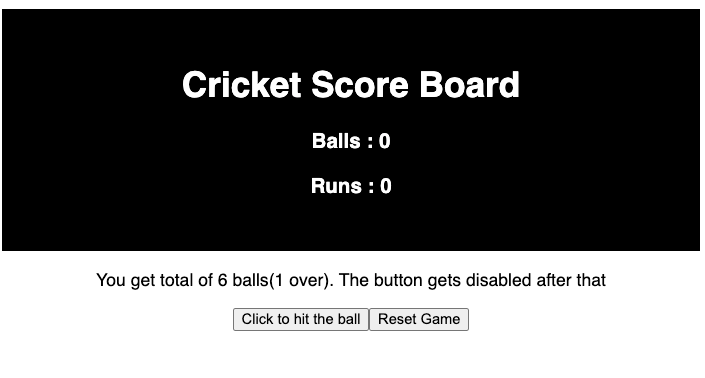 Cricket Score Board
Balls : 0
Runs : 0
You get total of 6 balls(1 over). The button gets disabled after that
Click to hit the ball Reset Game